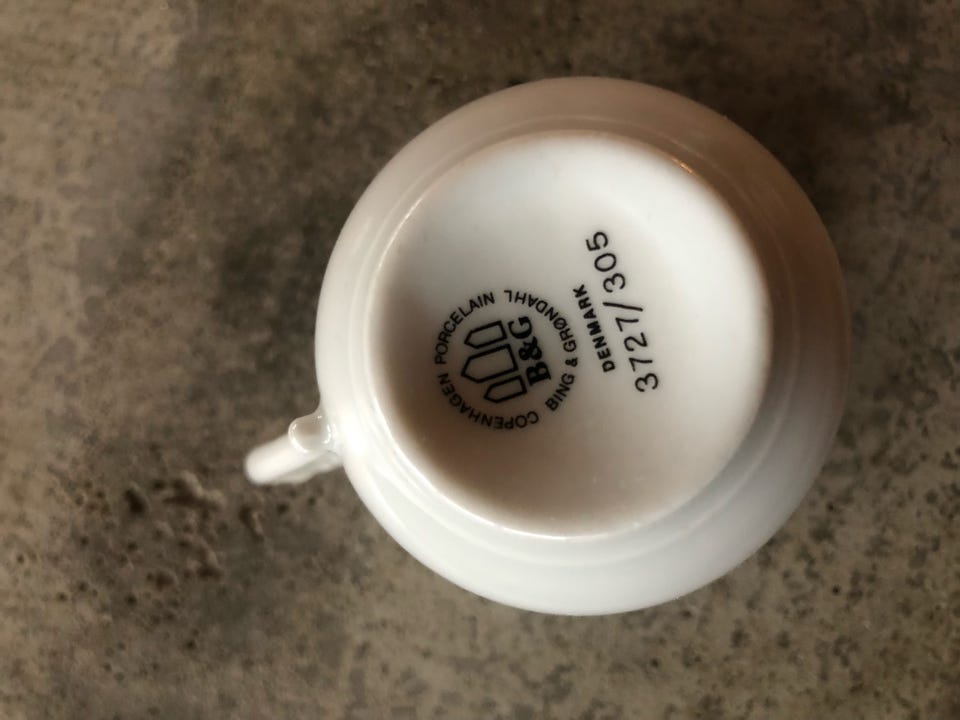 COPENHAGEN PORCELAIN
B&G
BING & GRØNDAHL
DENMARK
3727/305